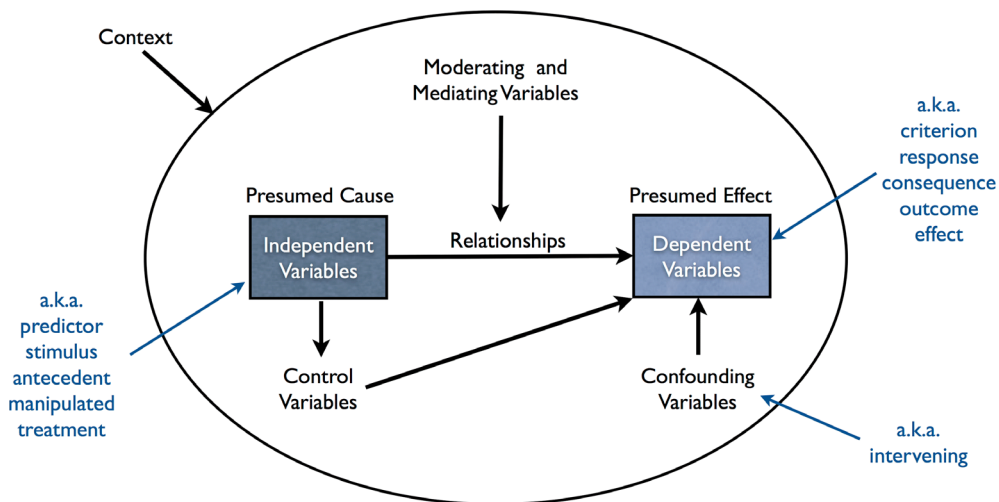 Context
Moderating and
Mediating Variables
a.k.a.
criterion
response
consequence
outcome
effect
Presumed Cause
Presumed Effect
Independent
Variables
Relationships
Dependent
Variables
a.k.a.
predictor
stimulus
antecedent
manipulated
treatment
Control
Variables
Confounding
Variables
a.k.a.
intervening